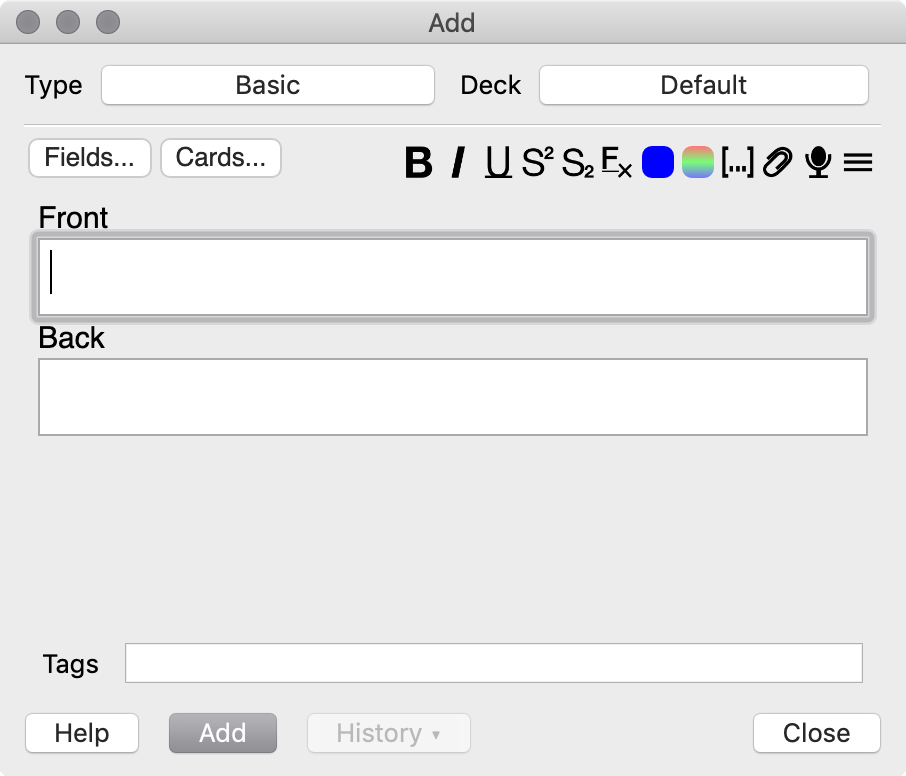 Add
Type Basic Deck Default
Fields... Cards... B I U S² S₂ Fx [...]
Front
Back
Tags
Help Add History ▾ Close